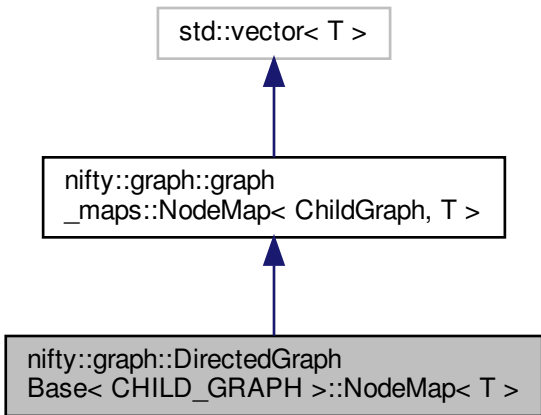 std::vector< T >
nifty::graph::graph
_maps::NodeMap< ChildGraph, T >
nifty::graph::DirectedGraph
Base< CHILD_GRAPH >::NodeMap< T >